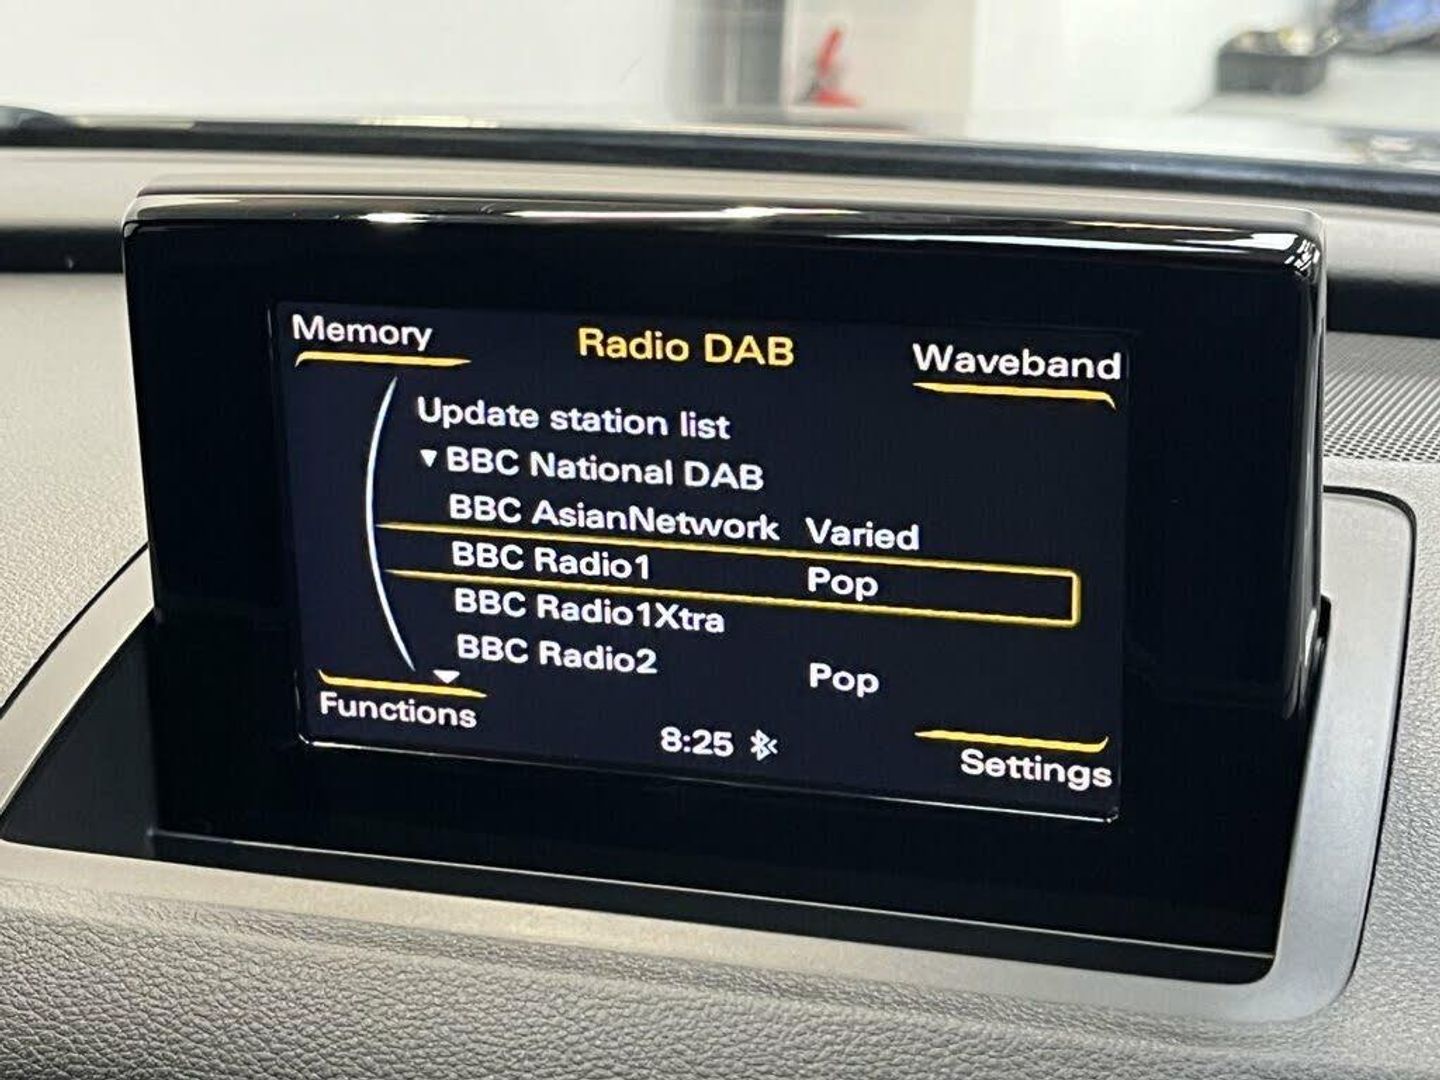 Memory
Radio DAB
Waveband
Update station list
▼ BBC National DAB
BBC AsianNetwork Varied
BBC Radio1 Pop
BBC Radio1Xtra
BBC Radio2 Pop
Functions
8:25
Settings